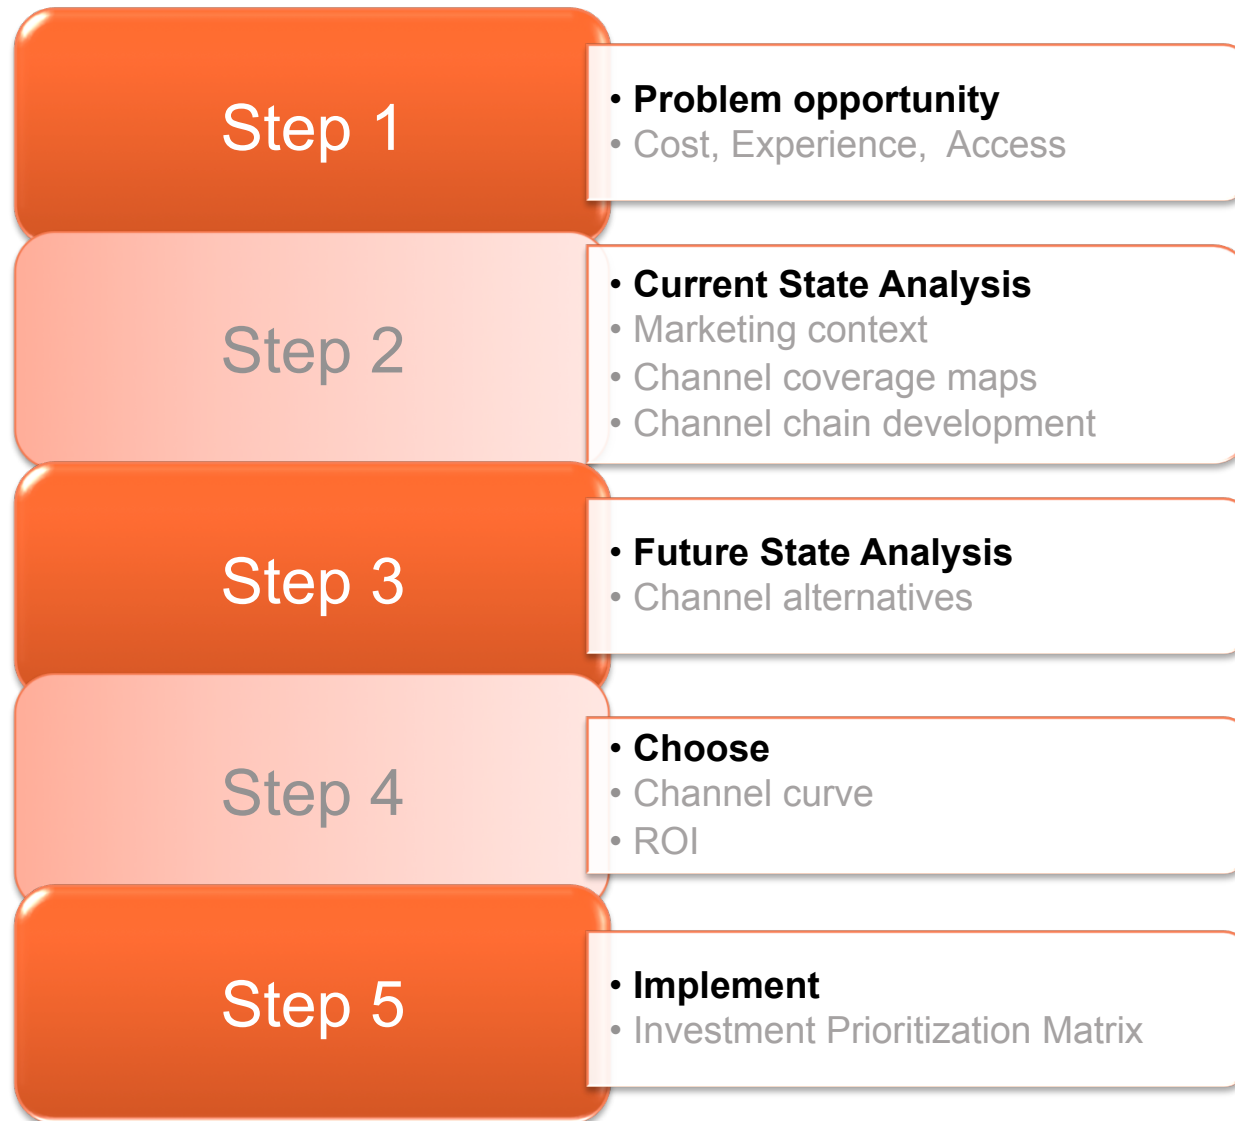 Step 1
• Problem opportunity
• Cost, Experience,  Access
Step 2
• Current State Analysis
• Marketing context
• Channel coverage maps
• Channel chain development
Step 3
• Future State Analysis
• Channel alternatives
Step 4
• Choose
• Channel curve
• ROI
Step 5
• Implement
• Investment Prioritization Matrix